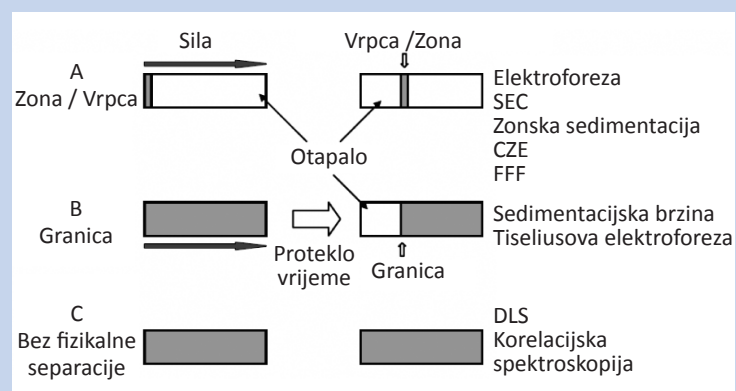 Sila
Vrpca /Zona
A
Zona / Vrpca
Elektroforeza
SEC
Zonska sedimentacija
CZE
FFF
Otapalo
B
Granica
Proteklo
vrijeme
Granica
Sedimentacijska brzina
Tiseliusova elektroforeza
C
Bez fizikalne
separacije
DLS
Korelacijska
spektroskopija